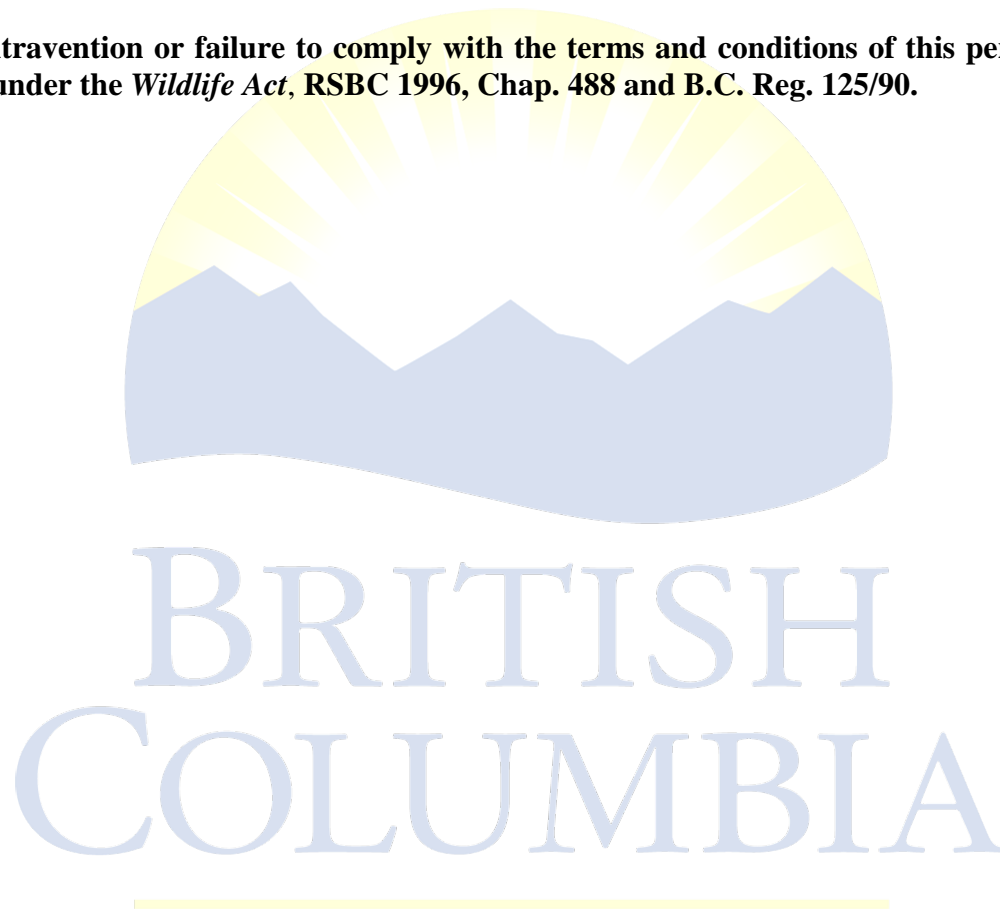 travention or failure to comply with the terms and conditions of this pe
under the Wildlife Act, RSBC 1996, Chap. 488 and B.C. Reg. 125/90.
BRITISH
COLUMBIA